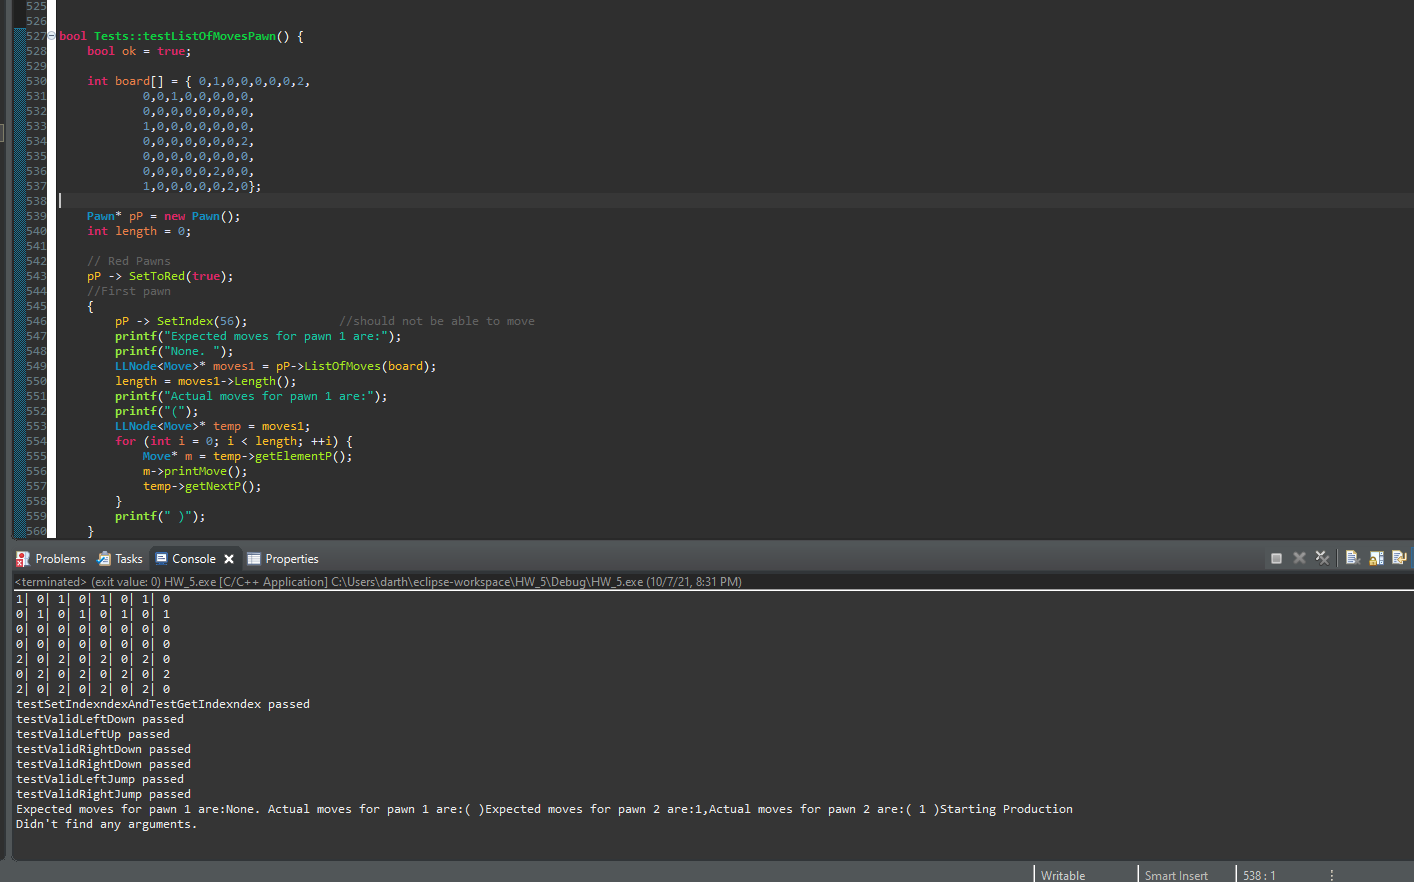 525
526
527 bool Tests::testListOfMovesPawn() {
528 bool ok = true;
529
530 int board[] = { 0,1,0,0,0,0,0,2,
531 0,0,1,0,0,0,0,0,
532 0,0,0,0,0,0,0,0,
533 1,0,0,0,0,0,0,0,
534 0,0,0,0,0,0,0,2,
535 0,0,0,0,0,0,0,0,
536 0,0,0,0,0,2,0,0,
537 1,0,0,0,0,0,2,0};
538
539 Pawn* pP = new Pawn();
540 int length = 0;
541
542 // Red Pawns
543 pP -> SetToRed(true);
544 //First pawn
545 {
546 pP -> SetIndex(56); //should not be able to move
547 printf("Expected moves for pawn 1 are:");
548 printf("None. ");
549 LLNode<Move>* moves1 = pP->ListOfMoves(board);
550 length = moves1->Length();
551 printf("Actual moves for pawn 1 are:");
552 printf("(");
553 LLNode<Move>* temp = moves1;
554 for (int i = 0; i < length; ++i) {
555 Move* m = temp->getElementP();
556 m->printMove();
557 temp->getNextP();
558 }
559 printf(" )");
560 }
Problems Tasks Console Properties
<terminated> (exit value: 0) HW_5.exe [C/C++ Application] C:\Users\darth\eclipse-workspace\HW_5\Debug\HW_5.exe (10/7/21, 8:31 PM)
1| 0| 1| 0| 1| 0| 1| 0
0| 1| 0| 1| 0| 1| 0| 1
0| 0| 0| 0| 0| 0| 0| 0
0| 0| 0| 0| 0| 0| 0| 0
2| 0| 2| 0| 2| 0| 2| 0
0| 2| 0| 2| 0| 2| 0| 2
2| 0| 2| 0| 2| 0| 2| 0
testSetIndexndexAndTestGetIndexndex passed
testValidLeftDown passed
testValidLeftUp passed
testValidRightDown passed
testValidRightDown passed
testValidLeftJump passed
testValidRightJump passed
Expected moves for pawn 1 are:None. Actual moves for pawn 1 are:( )Expected moves for pawn 2 are:1,Actual moves for pawn 2 are:( 1 )Starting Production
Didn't find any arguments.
Writable Smart Insert 538 : 1